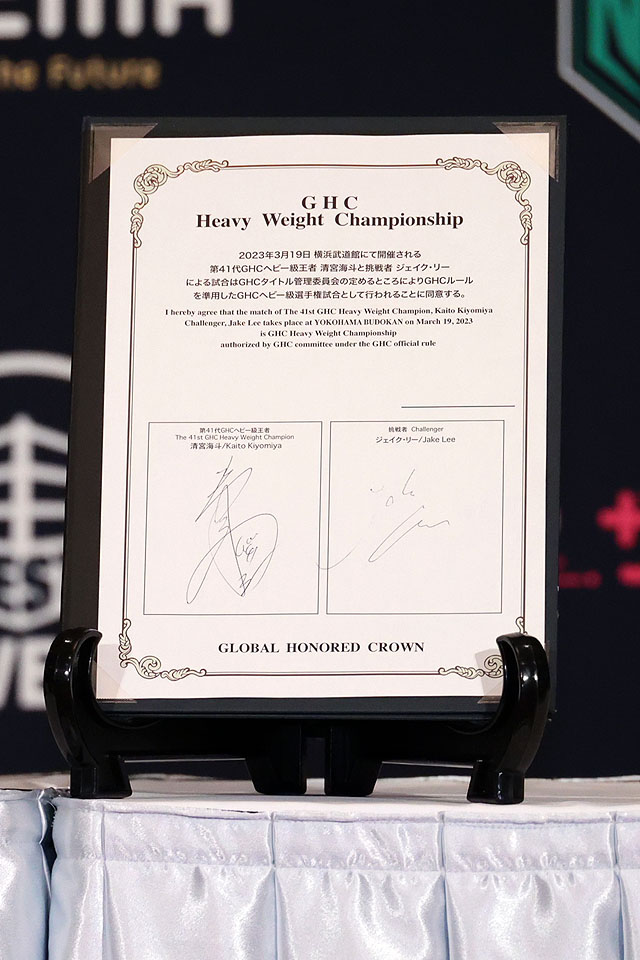 the Future
GHC
Heavy Weight Championship
2023年3月19日 横浜武道館にて開催される
第41代GHCヘビー級王者 清宮海斗と挑戦者 ジェイク・リー
による試合はGHCタイトル管理委員会の定めるところによりGHCルール
を準用したGHCヘビー級選手権試合として行われることに同意する。
I hereby agree that the match of The 41st GHC Heavy Weight Champion, Kaito Kiyomiya
Challenger, Jake Lee takes place at YOKOHAMA BUDOKAN on March 19, 2023
is GHC Heavy Weight Championship
authorized by GHC committee under the GHC official rule
第41代GHCヘビー級王者
The 41st GHC Heavy Weight Champion
清宮海斗/Kaito Kiyomiya
挑戦者 Challenger
ジェイク・リー/Jake Lee
GLOBAL HONORED CROWN